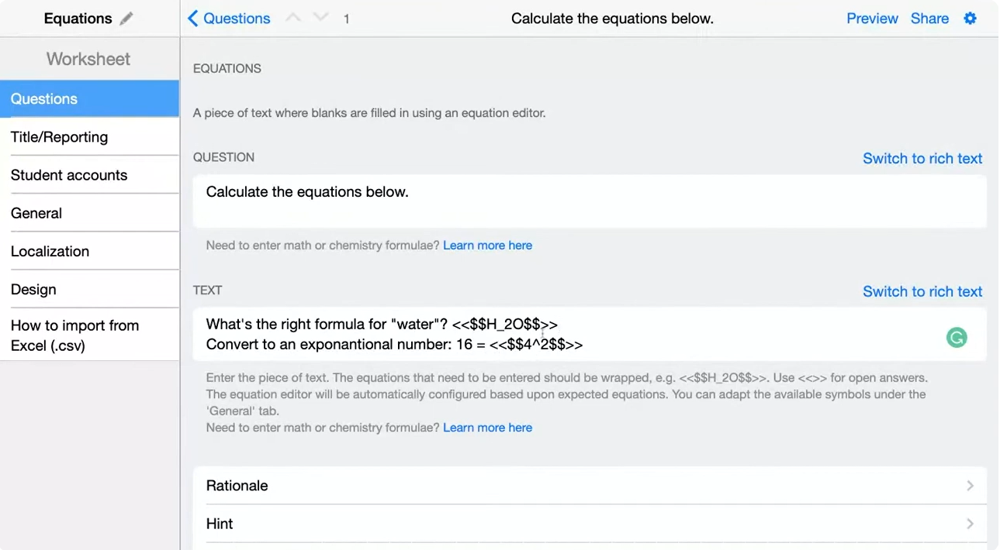 Equations
Questions
1
Calculate the equations below.
Preview
Share
Worksheet
Questions
Title/Reporting
Student accounts
General
Localization
Design
How to import from
Excel (.csv)
EQUATIONS
A piece of text where blanks are filled in using an equation editor.
QUESTION
Switch to rich text
Calculate the equations below.
Need to enter math or chemistry formulae? Learn more here
TEXT
Switch to rich text
What's the right formula for "water"? <<$$H_2O$$>>
Convert to an exponantional number: 16 = <<$$4^2$$>>
Enter the piece of text. The equations that need to be entered should be wrapped, e.g. <<$$H_2O$$>>. Use <<>> for open answers.
The equation editor will be automatically configured based upon expected equations. You can adapt the available symbols under the
'General' tab.
Need to enter math or chemistry formulae? Learn more here
Rationale
Hint